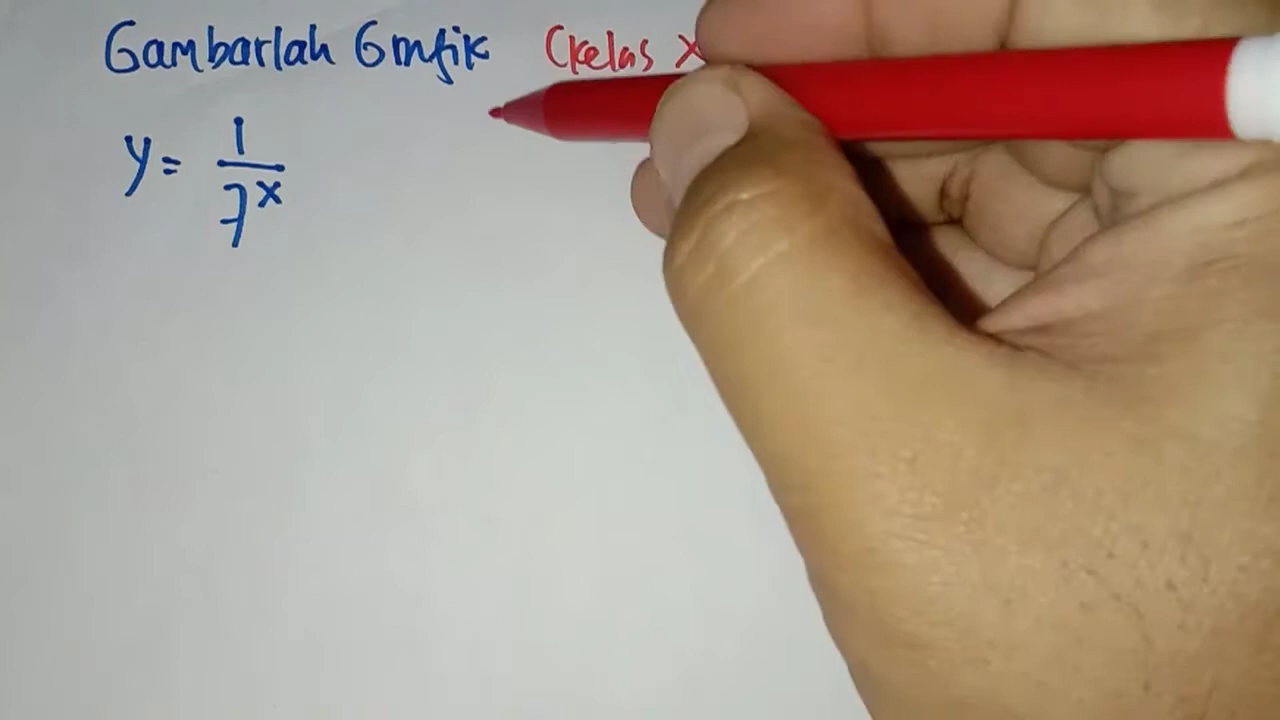 Gambarlah Grafik (Kelas X
y = 1/7^x